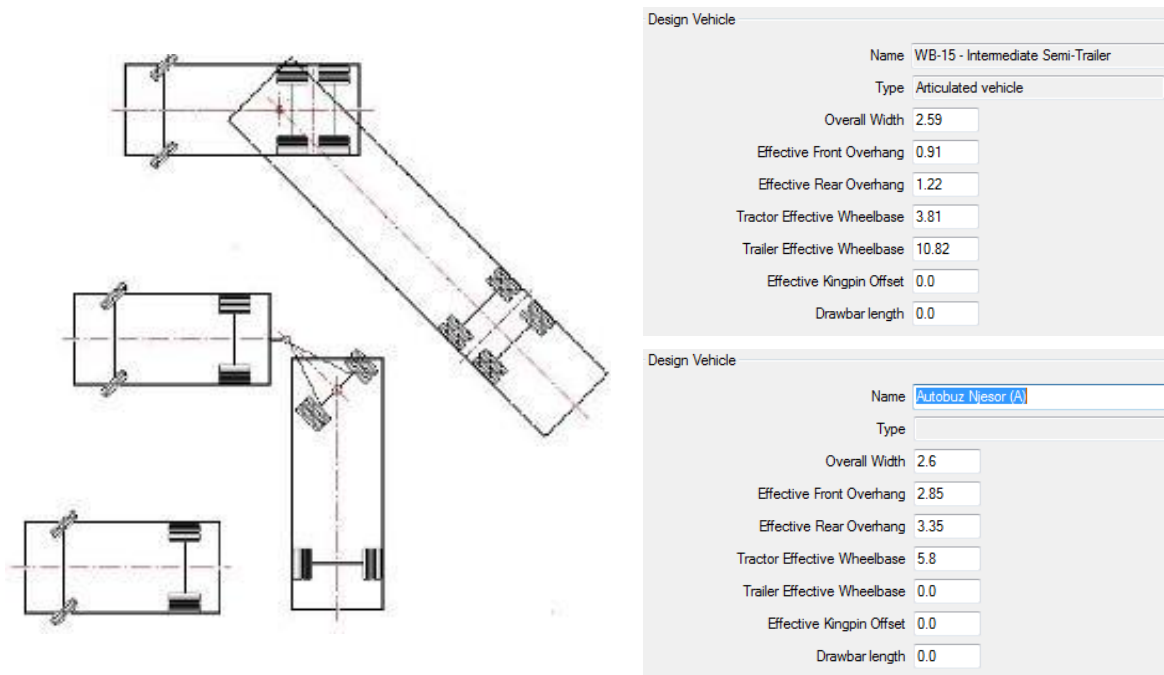 Design Vehicle
Name WB-15 - Intermediate Semi-Trailer
Type Articulated vehicle
Overall Width 2.59
Effective Front Overhang 0.91
Effective Rear Overhang 1.22
Tractor Effective Wheelbase 3.81
Trailer Effective Wheelbase 10.82
Effective Kingpin Offset 0.0
Drawbar length 0.0
Design Vehicle
Name Autobuz Njesor (A)
Type
Overall Width 2.6
Effective Front Overhang 2.85
Effective Rear Overhang 3.35
Tractor Effective Wheelbase 5.8
Trailer Effective Wheelbase 0.0
Effective Kingpin Offset 0.0
Drawbar length 0.0